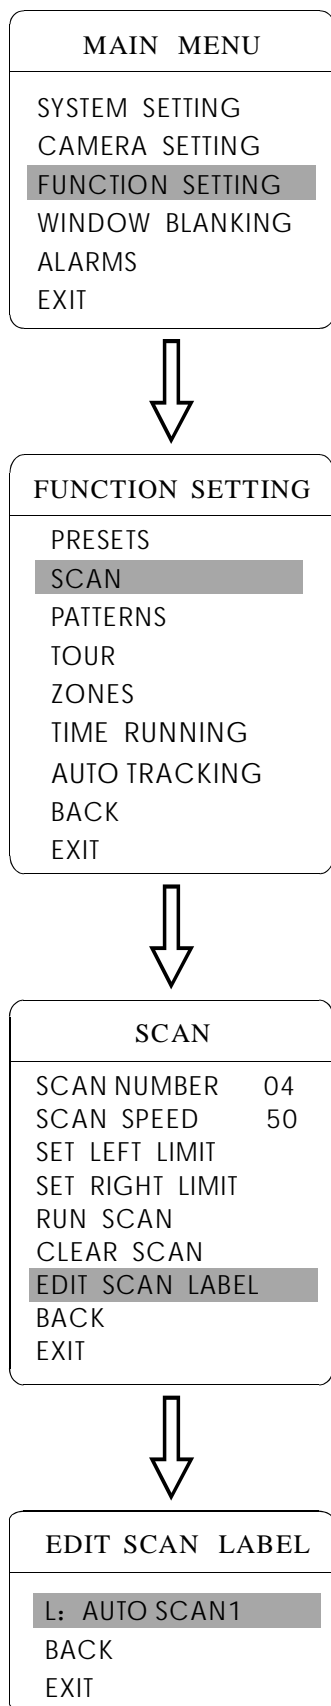 MAIN MENU
SYSTEM SETTING
CAMERA SETTING
FUNCTION SETTING
WINDOW BLANKING
ALARMS
EXIT
FUNCTION SETTING
PRESETS
SCAN
PATTERNS
TOUR
ZONES
TIME RUNNING
AUTO TRACKING
BACK
EXIT
SCAN
SCAN NUMBER 04
SCAN SPEED 50
SET LEFT LIMIT
SET RIGHT LIMIT
RUN SCAN
CLEAR SCAN
EDIT SCAN LABEL
BACK
EXIT
EDIT SCAN LABEL
L：AUTO SCAN1
BACK
EXIT